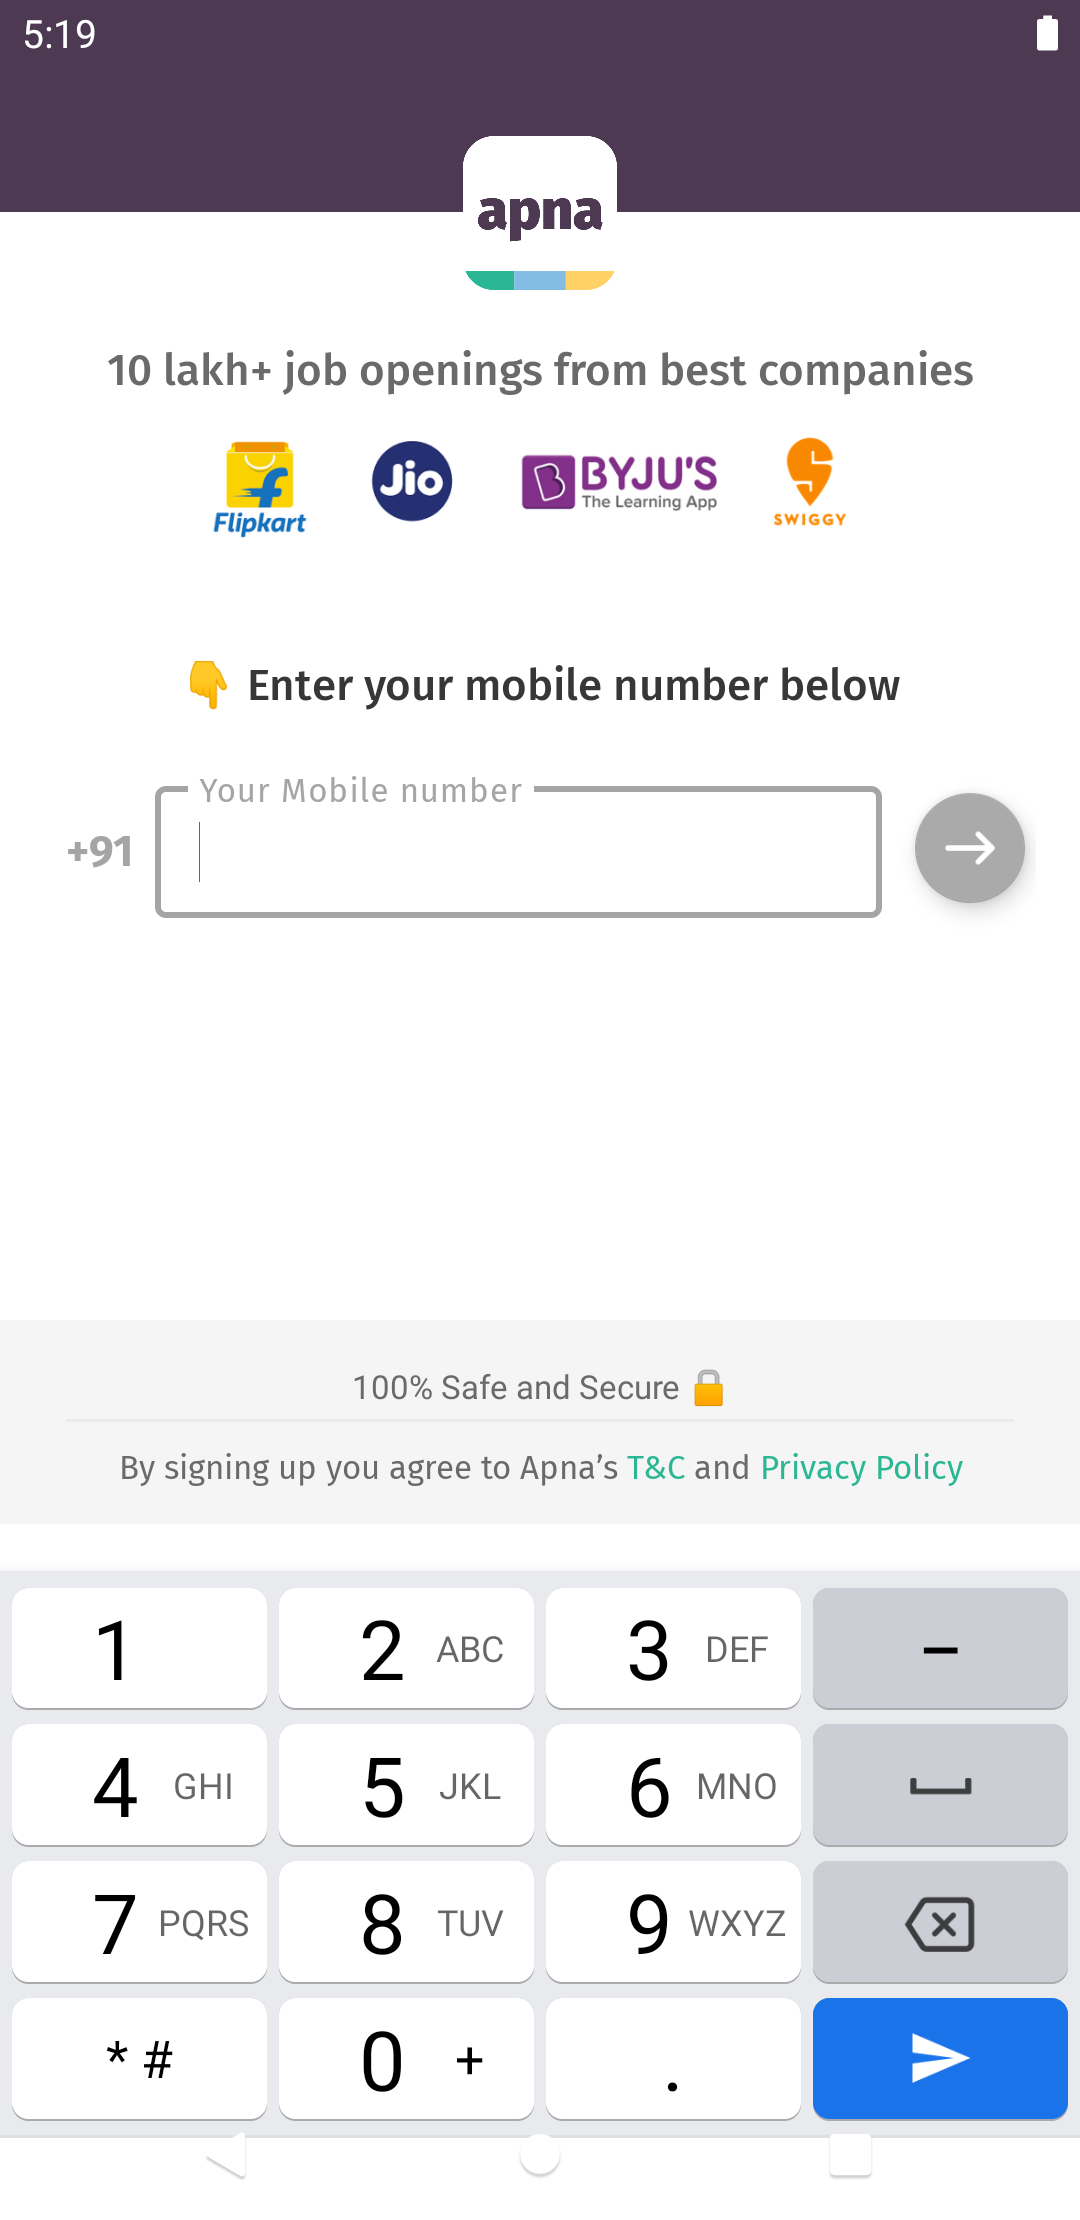 5:19
apna
10 lakh+ job openings from best companies
Flipkart
Jio
BYJU'S
The Learning App
SWIGGY
👇 Enter your mobile number below
Your Mobile number
+91
100% Safe and Secure 🔒
By signing up you agree to Apna’s T&C and Privacy Policy
1 2 ABC 3 DEF –
4 GHI 5 JKL 6 MNO
7 PQRS 8 TUV 9 WXYZ
* # 0 + .